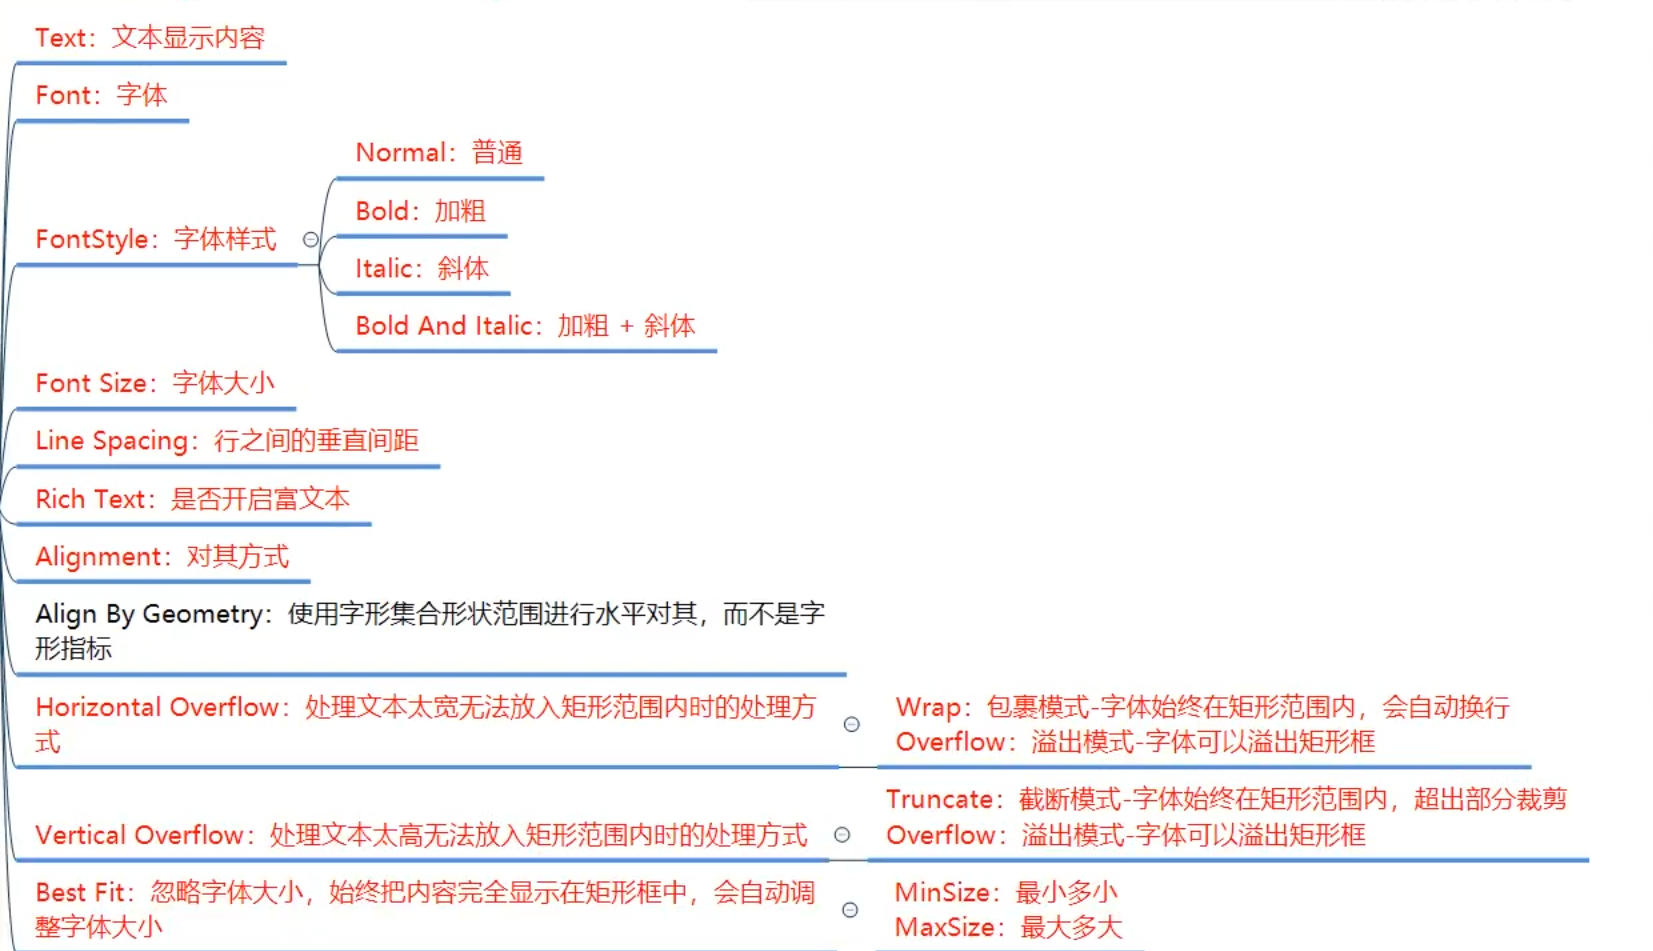 Text：文本显示内容
Font：字体
FontStyle：字体样式
Normal：普通
Bold：加粗
Italic：斜体
Bold And Italic：加粗 + 斜体
Font Size：字体大小
Line Spacing：行之间的垂直间距
Rich Text：是否开启富文本
Alignment：对其方式
Align By Geometry：使用字形集合形状范围进行水平对其，而不是字
形指标
Horizontal Overflow：处理文本太宽无法放入矩形范围内时的处理方
式
Wrap：包裹模式-字体始终在矩形范围内，会自动换行
Overflow：溢出模式-字体可以溢出矩形框
Vertical Overflow：处理文本太高无法放入矩形范围内时的处理方式
Truncate：截断模式-字体始终在矩形范围内，超出部分裁剪
Overflow：溢出模式-字体可以溢出矩形框
Best Fit：忽略字体大小，始终把内容完全显示在矩形框中，会自动调
整字体大小
MinSize：最小多小
MaxSize：最大多大